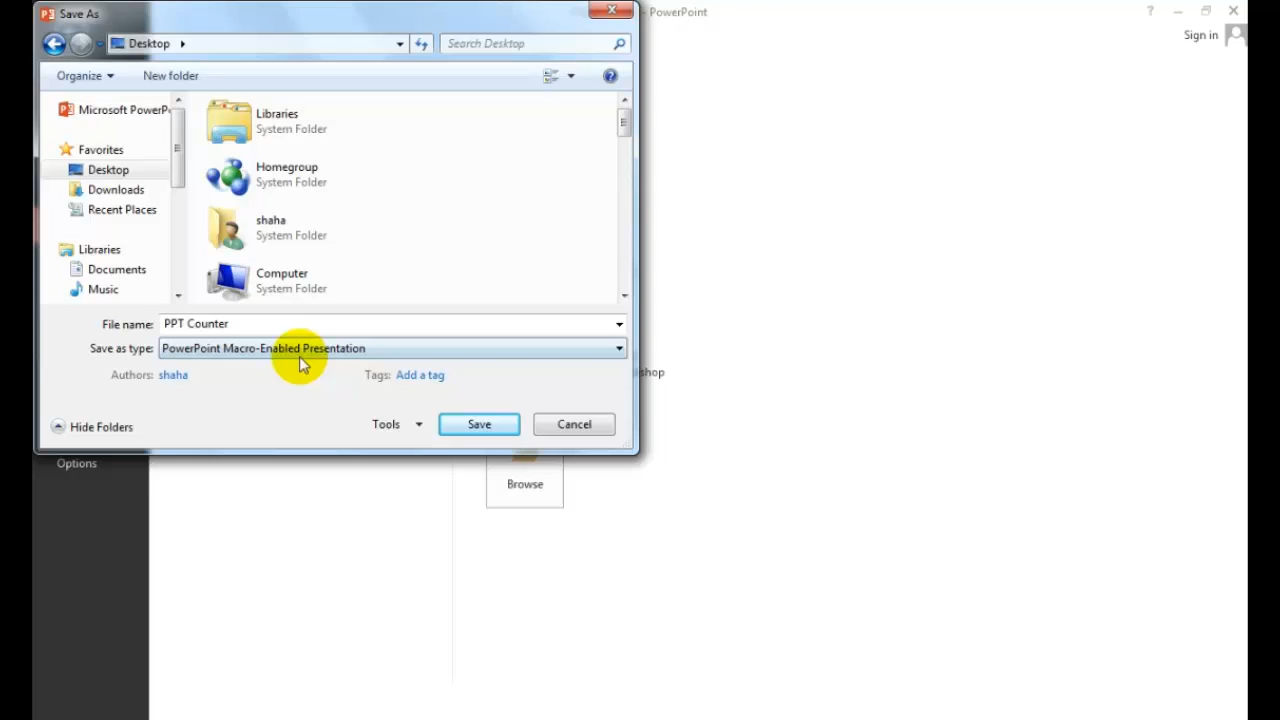 Save As
- PowerPoint
?
Sign in
Desktop
Search Desktop
Organize
New folder
?
Microsoft PowerP
Favorites
Desktop
Downloads
Recent Places
Libraries
Documents
Music
Libraries
System Folder
Homegroup
System Folder
shaha
System Folder
Computer
System Folder
File name: PPT Counter
Save as type: PowerPoint Macro-Enabled Presentation
Authors: shaha
Tags: Add a tag
shop
Hide Folders
Tools
Save
Cancel
Options
Browse